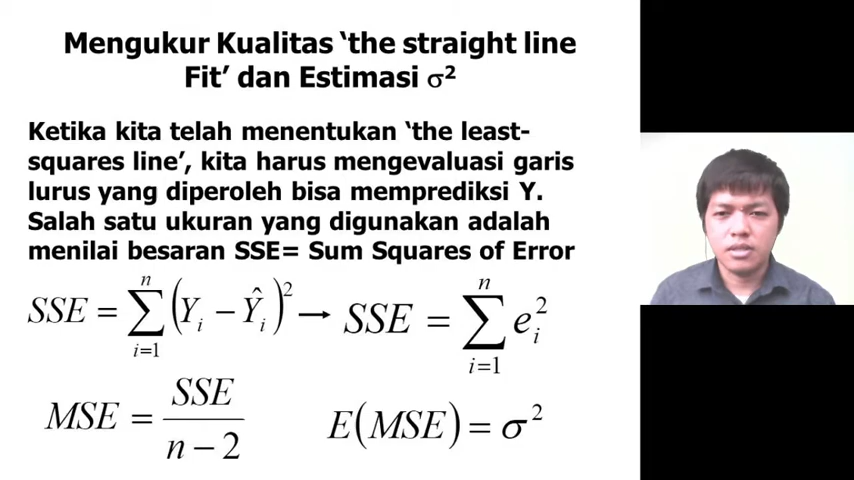 Mengukur Kualitas ‘the straight line
Fit’ dan Estimasi σ²
Ketika kita telah menentukan ‘the least-
squares line’, kita harus mengevaluasi garis
lurus yang diperoleh bisa memprediksi Y.
Salah satu ukuran yang digunakan adalah
menilai besaran SSE= Sum Squares of Error
SSE = ∑_{i=1}^{n} (Y_i − Ŷ_i)² → SSE = ∑_{i=1}^{n} e_i²
MSE = SSE / (n − 2)
E(MSE) = σ²